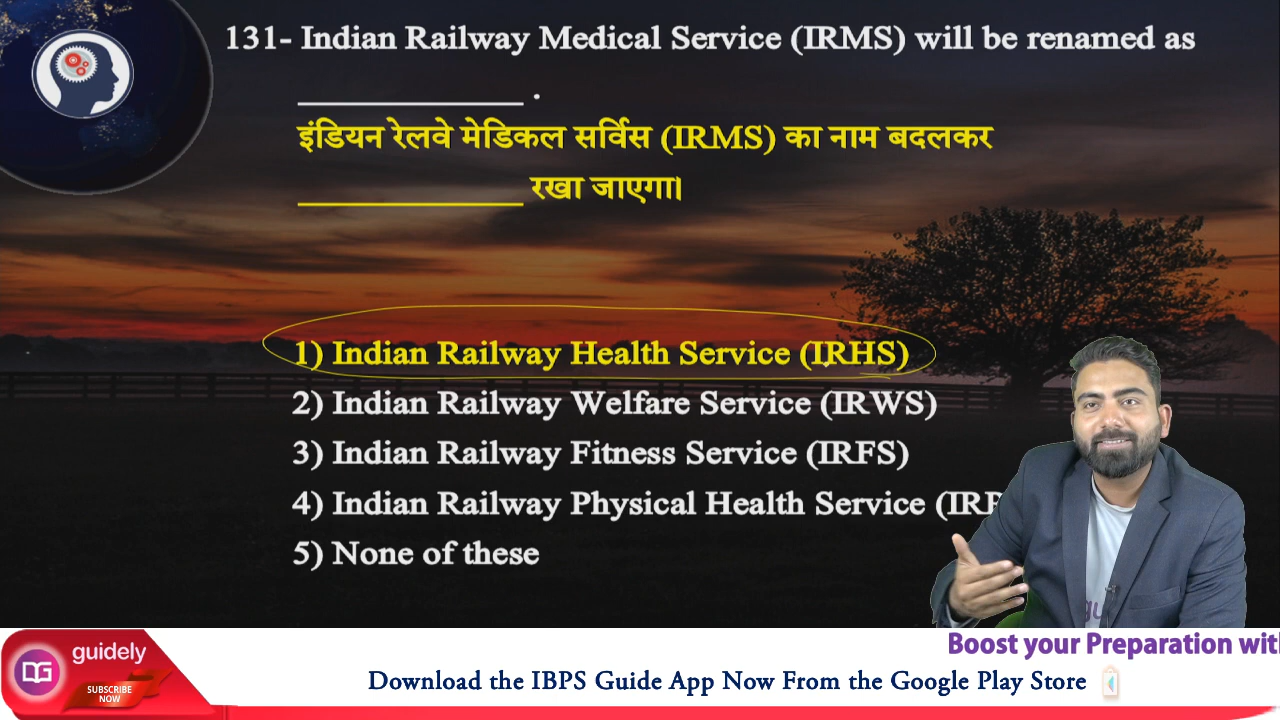 131- Indian Railway Medical Service (IRMS) will be renamed as
_______________ .
इंडियन रेलवे मेडिकल सर्विस (IRMS) का नाम बदलकर
_______________ रखा जाएगा।
1) Indian Railway Health Service (IRHS)
2) Indian Railway Welfare Service (IRWS)
3) Indian Railway Fitness Service (IRFS)
4) Indian Railway Physical Health Service
5) None of these
guidely
SUBSCRIBE
NOW
Boost your Preparation
Download the IBPS Guide App Now From the Google Play Store